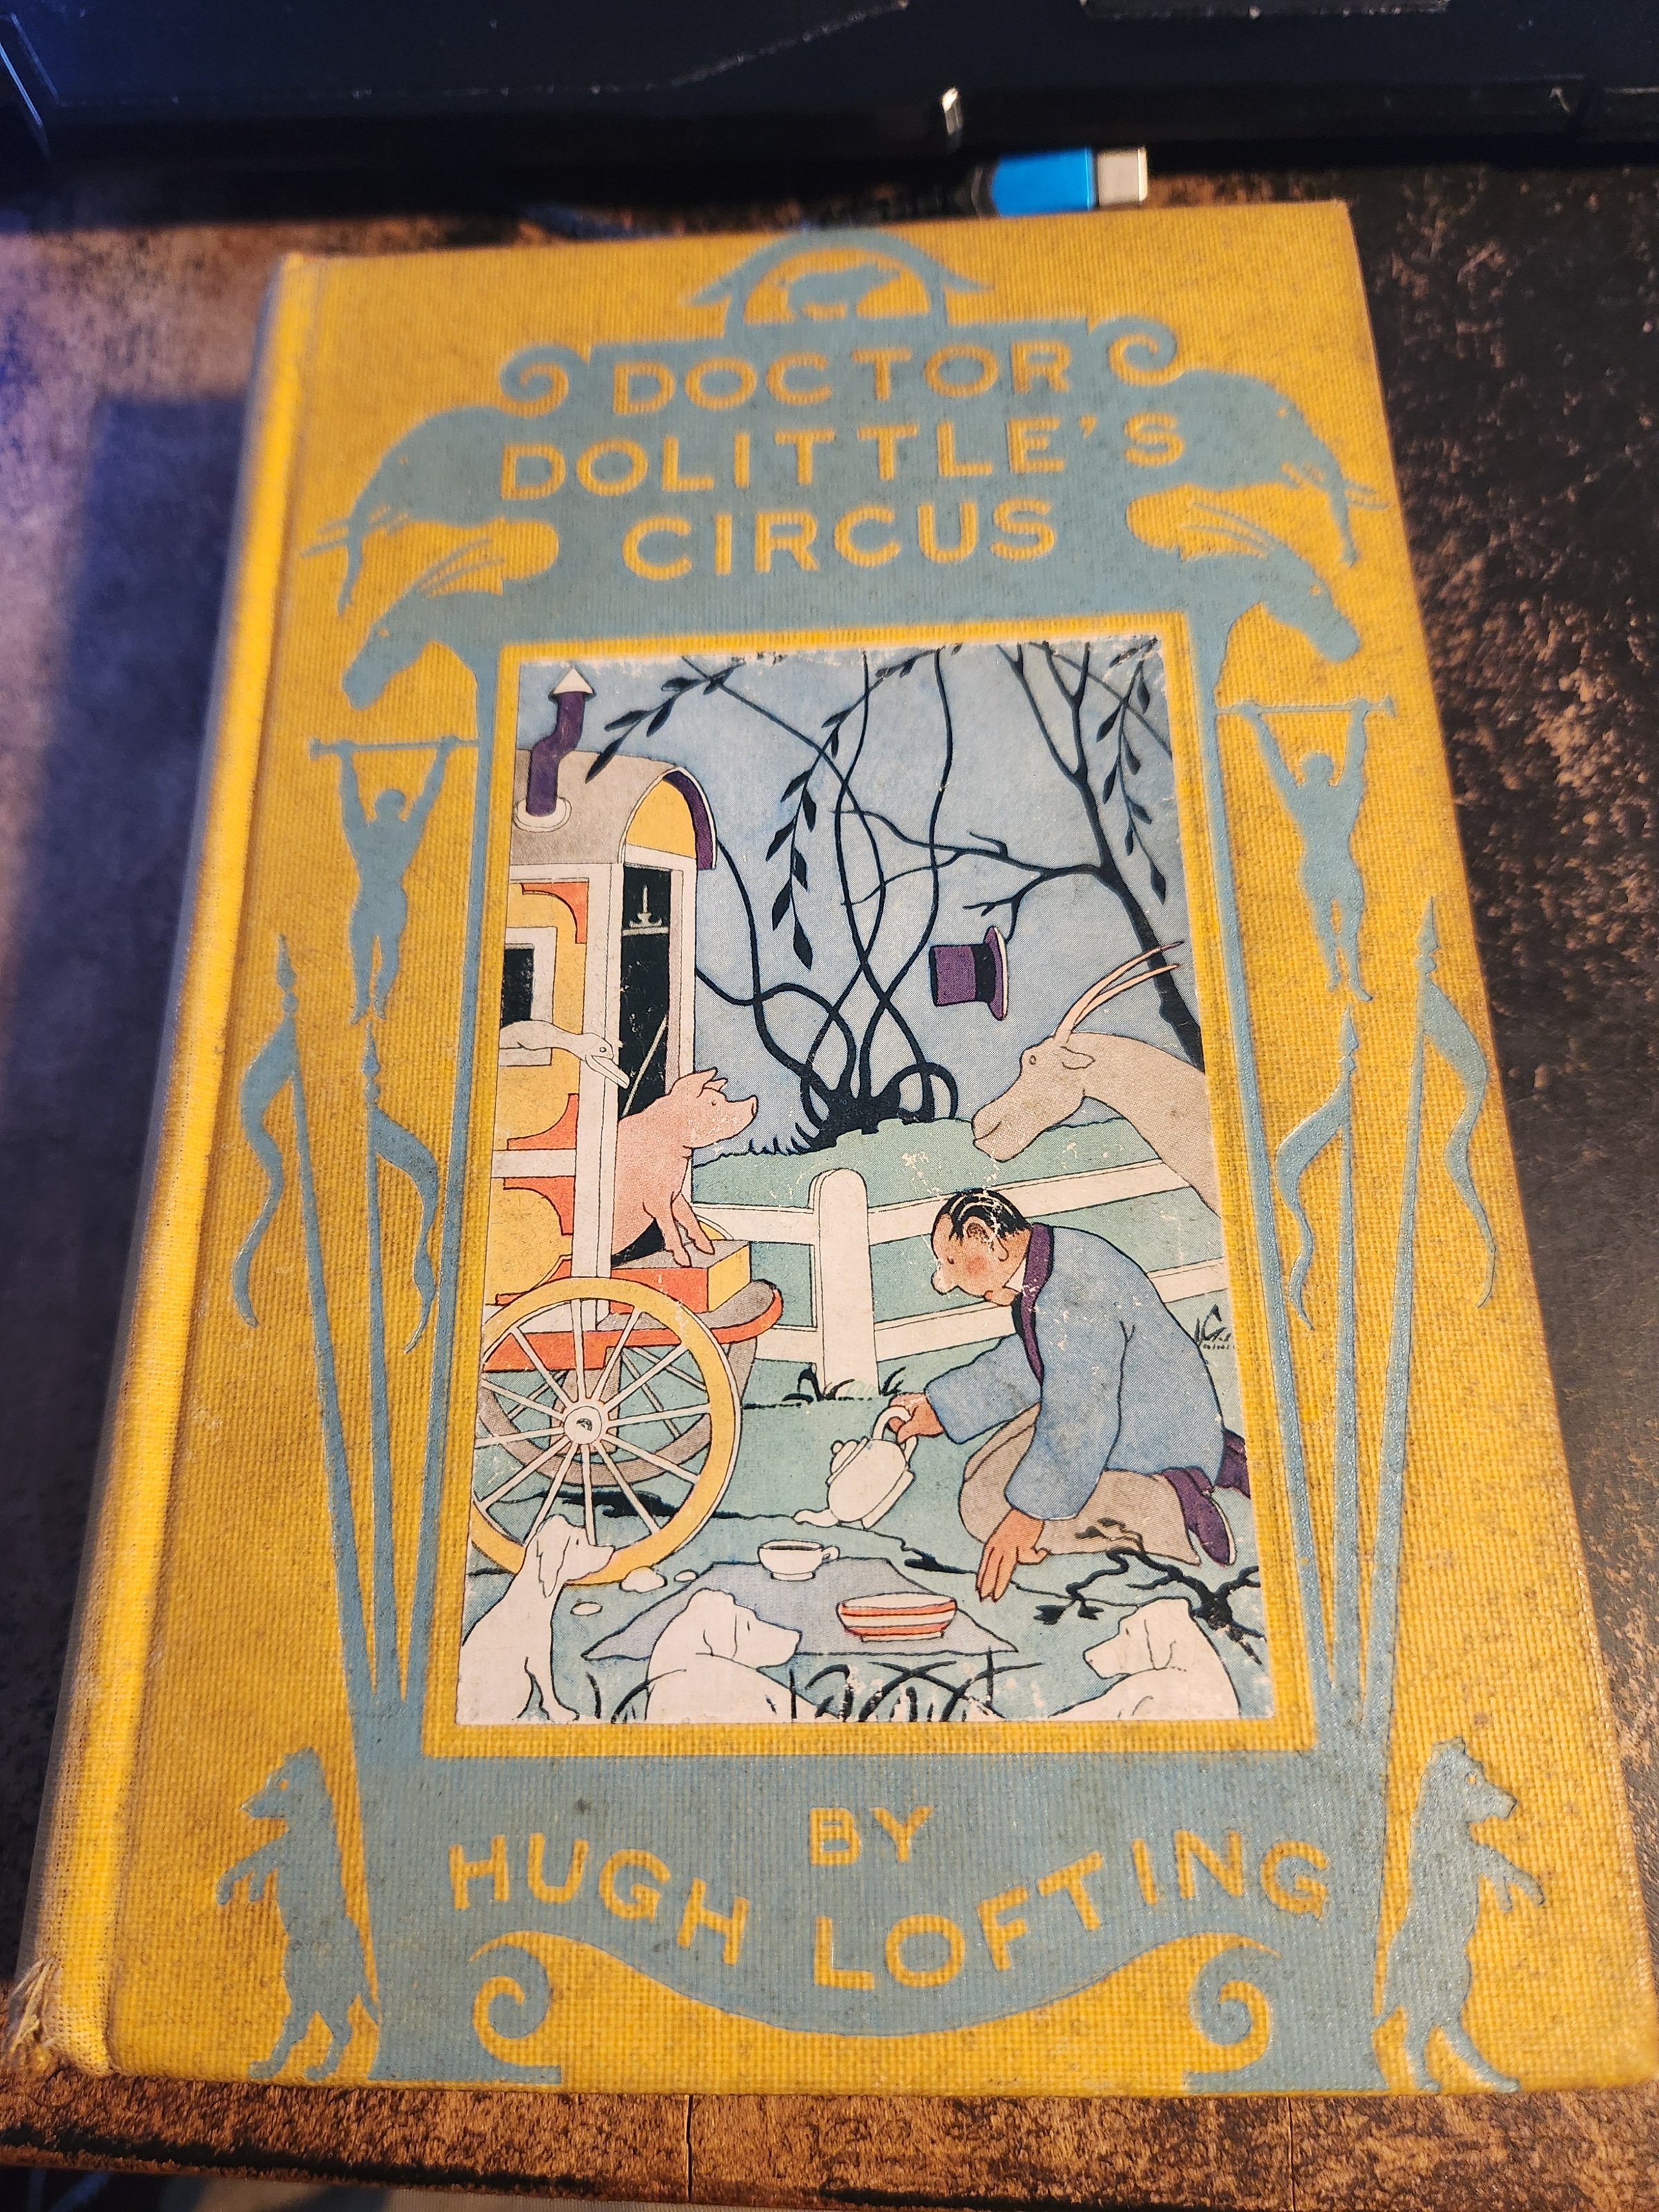 DOCTOR
DOLITTLE'S
CIRCUS
BY
HUGH LOFTING